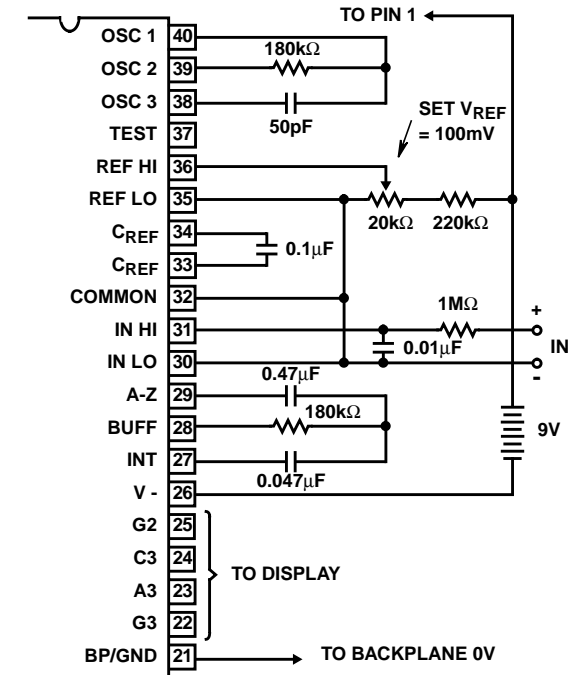 TO PIN 1
OSC 1 40
180kΩ
OSC 2 39
OSC 3 38
50pF
SET VREF
= 100mV
TEST 37
REF HI 36
REF LO 35
20kΩ 220kΩ
CREF 34
0.1µF
CREF 33
COMMON 32
1MΩ
+
IN HI 31
IN
0.01µF
IN LO 30
-
0.47µF
A-Z 29
180kΩ
BUFF 28
9V
INT 27
0.047µF
V - 26
G2 25
C3 24
TO DISPLAY
A3 23
G3 22
BP/GND 21
TO BACKPLANE 0V